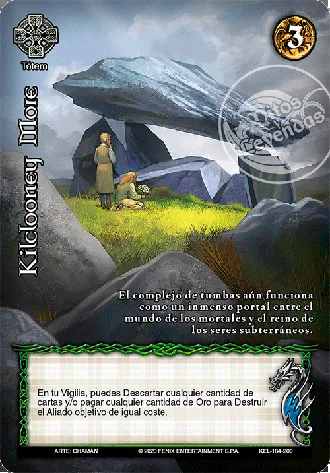 3
Tótem
Mitos
Leyendas
Kilclooney More
El complejo de tumbas aún funciona
como un inmenso portal entre el
mundo de los mortales y el reino de
los seres subterráneos.
En tu Vigilia, puedes Descartar cualquier cantidad de
cartas y/o pagar cualquier cantidad de Oro para Destruir
el Aliado objetivo de igual coste.
ARTE: CHAMAN
© 2020 FENIX ENTERTAINMENT S.P.A.
KEL-184-260